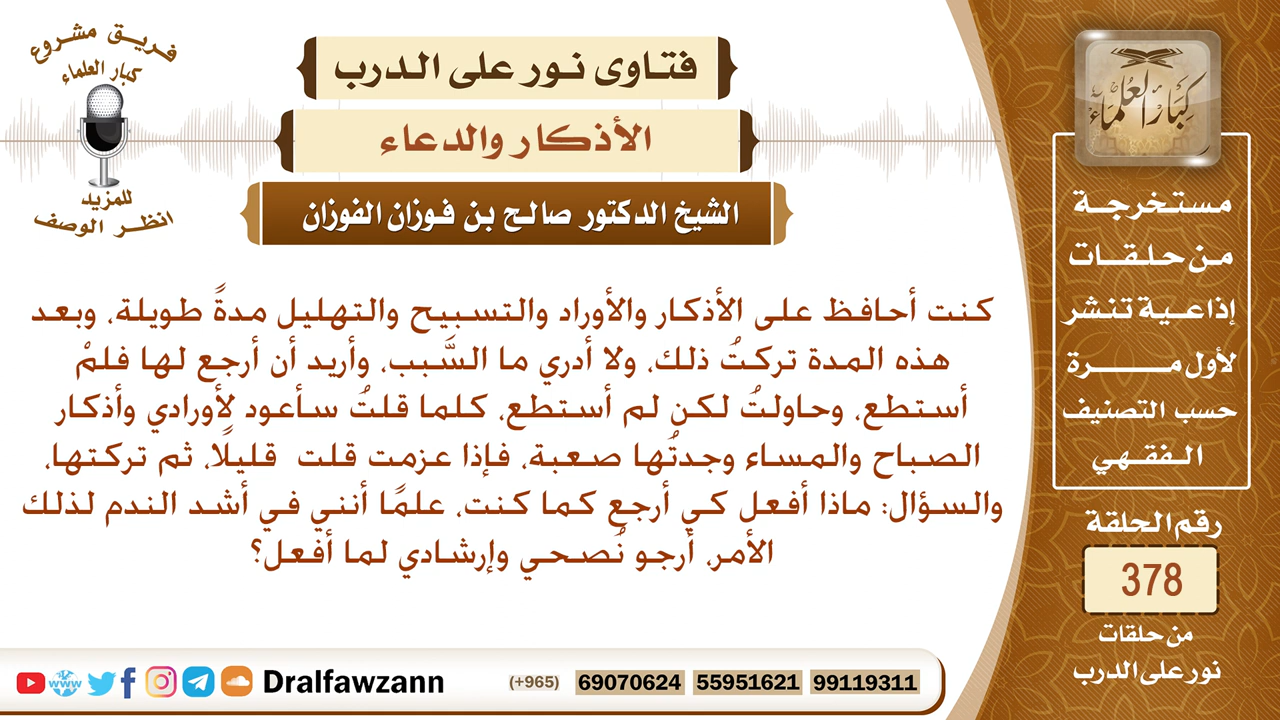 فريق مشروع
كبار العلماء
للمزيد
انظر الوصف
فتاوى نور على الدرب
الأذكار والدعاء
الشيخ الدكتور صالح بن فوزان الفوزان
كنت أحافظ على الأذكار والأوراد والتسبيح والتهليل مدةً طويلة، وبعد
هذه المدة تركتُ ذلك، ولا أدري ما السَّبب، وأريد أن أرجع لها فلمْ
أستطع، وحاولتُ لكن لم أستطع، كلما قلتُ سأعود لأورادي وأذكار
الصباح والمساء وجدتُها صعبة، فإذا عزمت قلت قليلًا، ثم تركتها،
والسؤال: ماذا أفعل كي أرجع كما كنت، علمًا أنني في أشد الندم لذلك
الأمر، أرجو نُصحي وإرشادي لما أفعل؟
كبار العلماء
مستخرجة
من حلقات
إذاعية تنشر
لأول مرة
حسب التصنيف
الفقهي
رقم الحلقة
378
من حلقات
نور على الدرب
www
Dralfawzann
(+965) 69070624 55951621 99119311